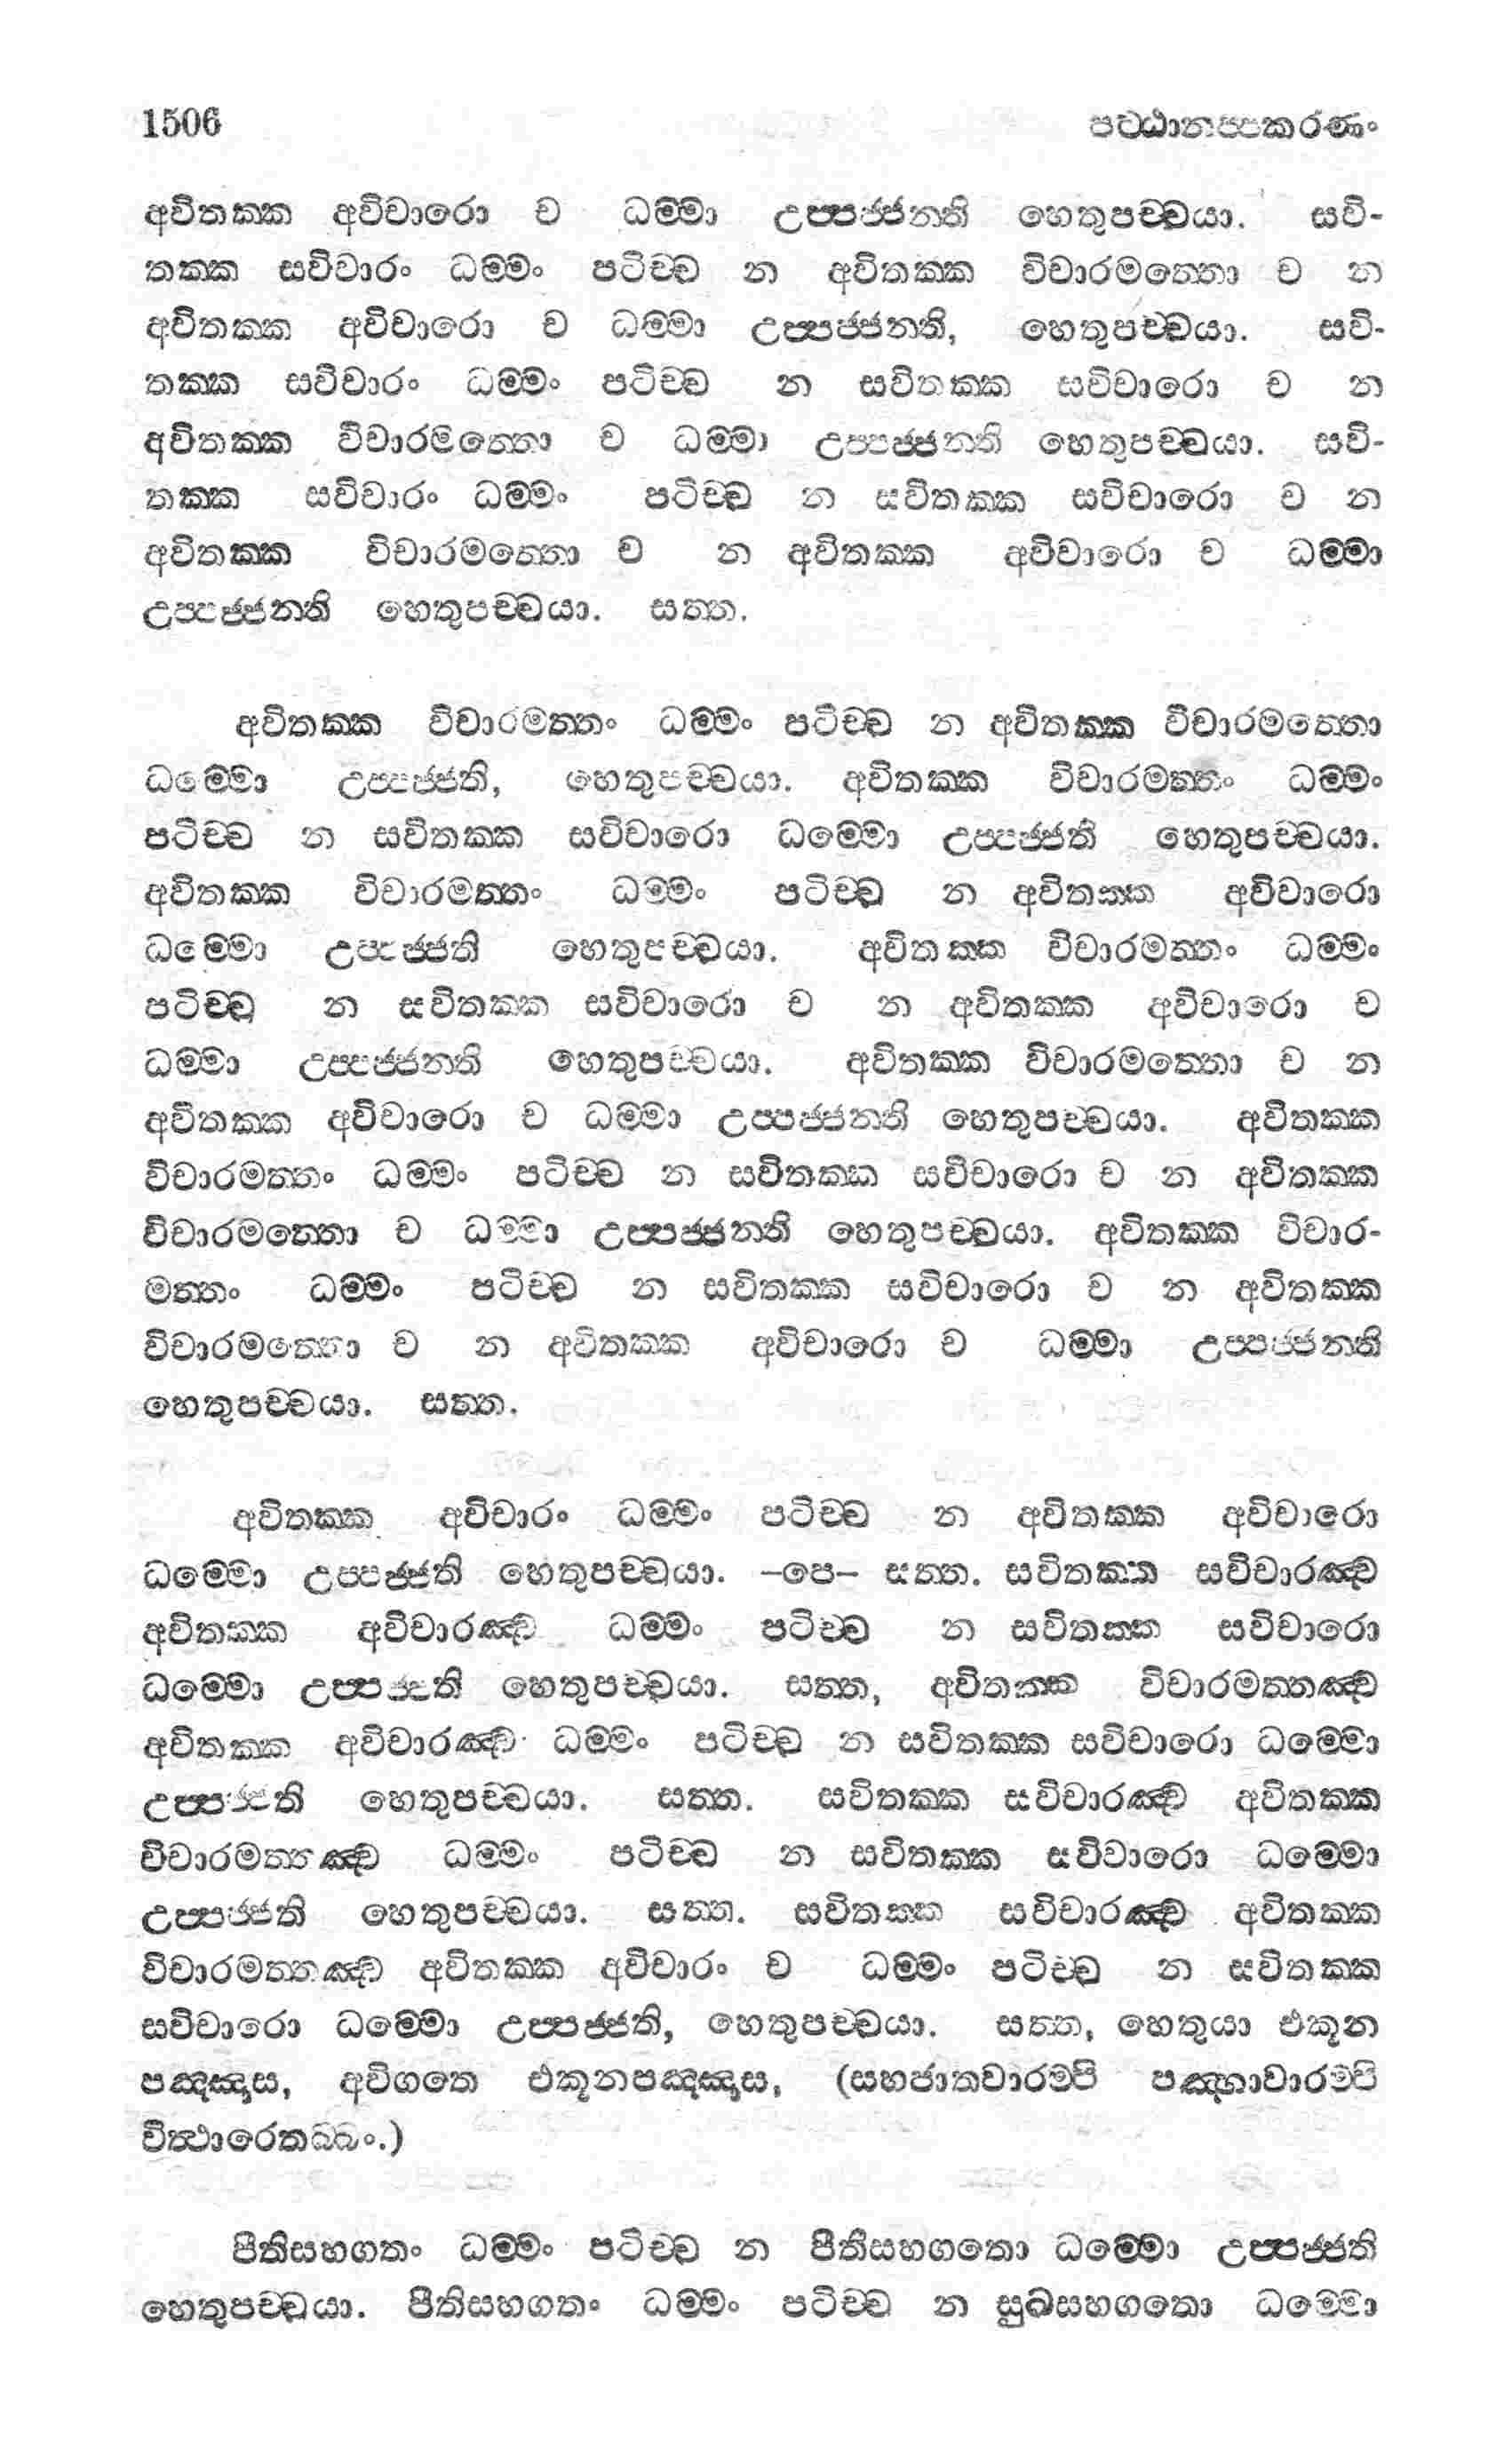 1506 පට්ඨානප්පකරණං
අවිතක්ක අවිචාරො ච ධම්මා උප්පජ්ජන්ති හෙතුපච්චයා. සවි-
තක්ක සවිචාරං ධම්මං පටිච්ච න අවිතක්ක විචාරමත්තො ච න
අවිතක්ක අවිචාරො ච ධම්මා උප්පජ්ජන්ති, හෙතුපච්චයා. සවි-
තක්ක සවිචාරං ධම්මං පටිච්ච න සවිතක්ක සවිචාරො ච න
අවිතක්ක විචාරමත්තො ච ධම්මා උප්පජ්ජන්ති හෙතුපච්චයා. සවි-
තක්ක සවිචාරං ධම්මං පටිච්ච න සවිතක්ක සවිචාරො ච න
අවිතක්ක විචාරමත්තො ච න අවිතක්ක අවිචාරො ච ධම්මා
උප්පජ්ජන්ති හෙතුපච්චයා. සත්ත.
අවිතක්ක විචාරමත්තං ධම්මං පටිච්ච න අවිතක්ක විචාරමත්තො
ධම්මො උප්පජ්ජති, හෙතුපච්චයා. අවිතක්ක විචාරමත්තං ධම්මං
පටිච්ච න සවිතක්ක සවිචාරො ධම්මො උප්පජ්ජති හෙතුපච්චයා.
අවිතක්ක විචාරමත්තං ධම්මං පටිච්ච න අවිතක්ක අවිචාරො
ධම්මො උප්පජ්ජති හෙතුපච්චයා. අවිතක්ක විචාරමත්තං ධම්මං
පටිච්ච න සවිතක්ක සවිචාරො ච න අවිතක්ක අවිචාරො ච
ධම්මා උප්පජ්ජන්ති හෙතුපච්චයා. අවිතක්ක විචාරමත්තො ච න
අවිතක්ක අවිචාරො ච ධම්මා උප්පජ්ජන්ති හෙතුපච්චයා. අවිතක්ක
විචාරමත්තං ධම්මං පටිච්ච න සවිතක්ක සවිචාරො ච න අවිතක්ක
විචාරමත්තො ච ධම්මා උප්පජ්ජන්ති හෙතුපච්චයා. අවිතක්ක විචාර-
මත්තං ධම්මං පටිච්ච න සවිතක්ක සවිචාරො ච න අවිතක්ක
විචාරමත්තො ච න අවිතක්ක අවිචාරො ච ධම්මා උප්පජ්ජන්ති
හෙතුපච්චයා. සත්ත.
අවිතක්ක අවිචාරං ධම්මං පටිච්ච න අවිතක්ක අවිචාරො
ධම්මො උප්පජ්ජති හෙතුපච්චයා. –පෙ– සත්ත. සවිතක්ක සවිචාරඤ්ච
අවිතක්ක අවිචාරඤ්ච ධම්මං පටිච්ච න සවිතක්ක සවිචාරො
ධම්මො උප්පජ්ජති හෙතුපච්චයා. සත්ත, අවිතක්ක විචාරමත්තඤ්ච
අවිතක්ක අවිචාරඤ්ච ධම්මං පටිච්ච න සවිතක්ක සවිචාරො ධම්මො
උප්පජ්ජති හෙතුපච්චයා. සත්ත. සවිතක්ක සවිචාරඤ්ච අවිතක්ක
විචාරමත්තඤ්ච ධම්මං පටිච්ච න සවිතක්ක සවිචාරො ධම්මො
උප්පජ්ජති හෙතුපච්චයා. සත්ත. සවිතක්ක සවිචාරඤ්ච අවිතක්ක
විචාරමත්තඤ්ච අවිතක්ක අවිචාරං ච ධම්මං පටිච්ච න සවිතක්ක
සවිචාරො ධම්මො උප්පජ්ජති, හෙතුපච්චයා. සත්ත, හෙතුයා එකූන
පඤ්ඤාස, අවිගතෙ එකූනපඤ්ඤාස, (සහජාතවාරම්පි පඤ්හාවාරම්පි
විත්ථාරෙතබ්බං.)
පීතිසහගතං ධම්මං පටිච්ච න පීතිසහගතො ධම්මො උප්පජ්ජති
හෙතුපච්චයා. පීතිසහගතං ධම්මං පටිච්ච න සුඛසහගතො ධම්මො